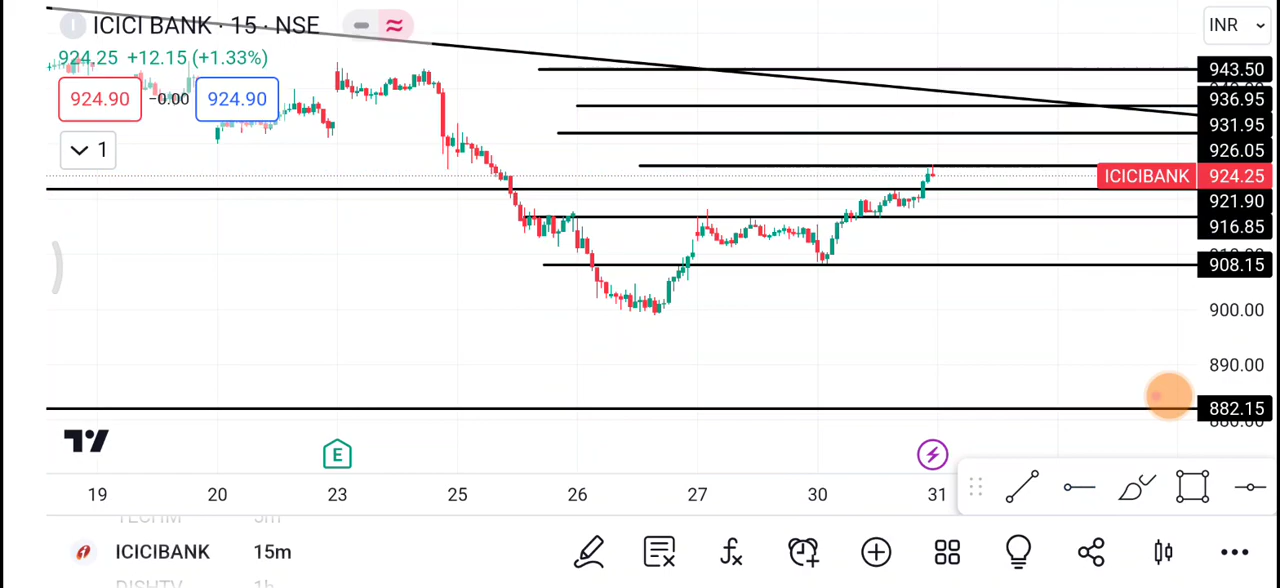 ICICI BANK · 15 · NSE
INR
924.25 +12.15 (+1.33%)
924.90 −0.00 924.90
1
943.50
936.95
931.95
926.05
ICICIBANK 924.25
921.90
916.85
908.15
900.00
890.00
882.15
E
19 20 23 25 26 27 30 31
ICICIBANK 15m